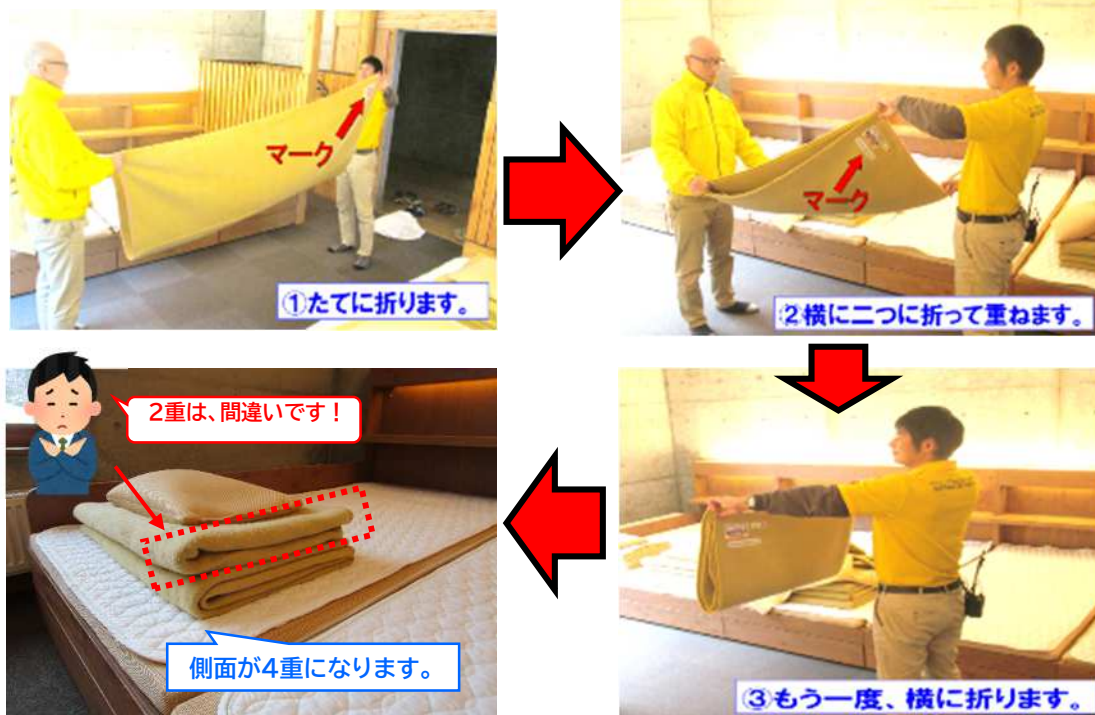 マーク
①たてに折ります。
マーク
②横に二つに折って重ねます。
③もう一度、横に折ります。
2重は、間違いです！
側面が4重になります。